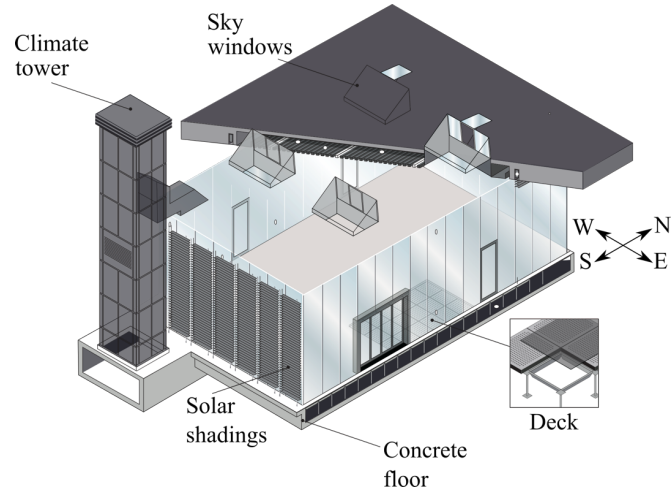 Sky
windows
Climate
tower
W N
S E
Solar
shadings
Deck
Concrete
floor